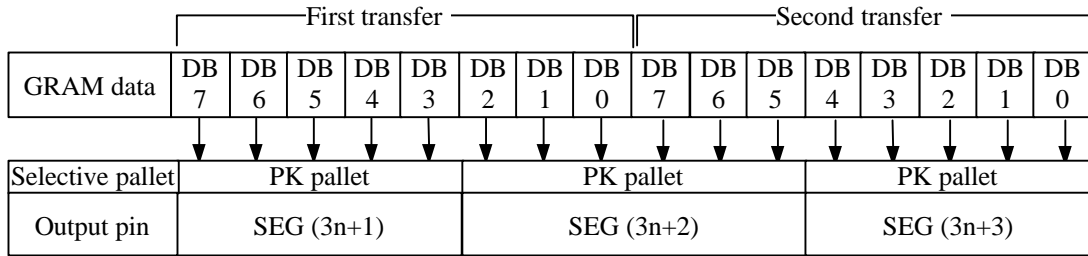 First transfer Second transfer
GRAM data DB 7 DB 6 DB 5 DB 4 DB 3 DB 2 DB 1 DB 0 DB 7 DB 6 DB 5 DB 4 DB 3 DB 2 DB 1 DB 0
Selective pallet PK pallet PK pallet PK pallet
Output pin SEG (3n+1) SEG (3n+2) SEG (3n+3)